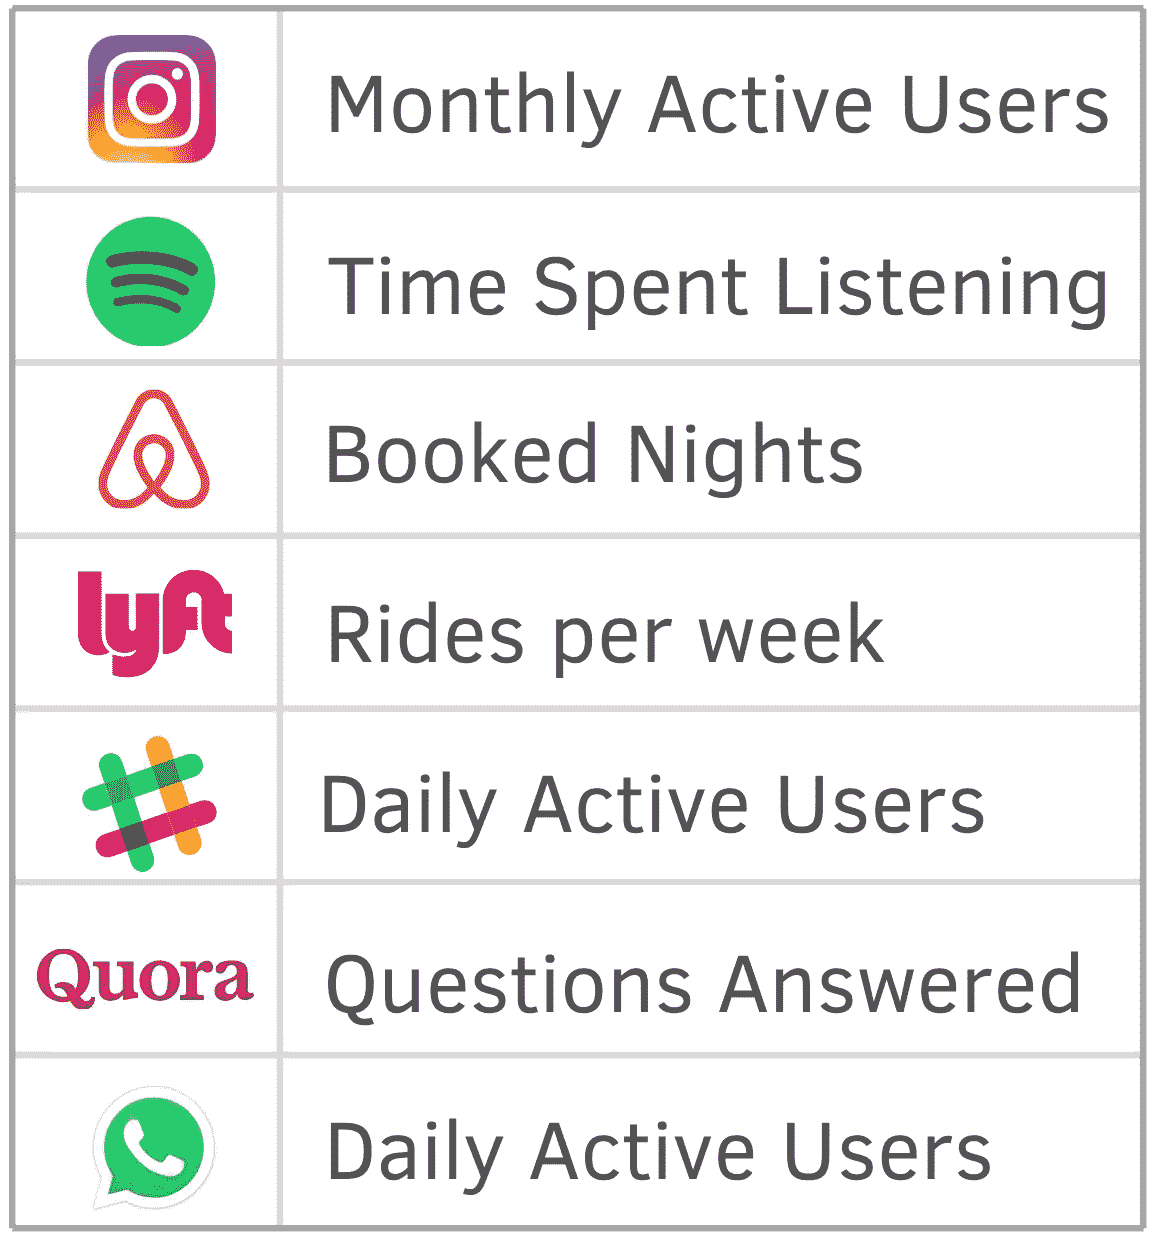 Monthly Active Users
Time Spent Listening
Booked Nights
lyft
Rides per week
Daily Active Users
Quora
Questions Answered
Daily Active Users